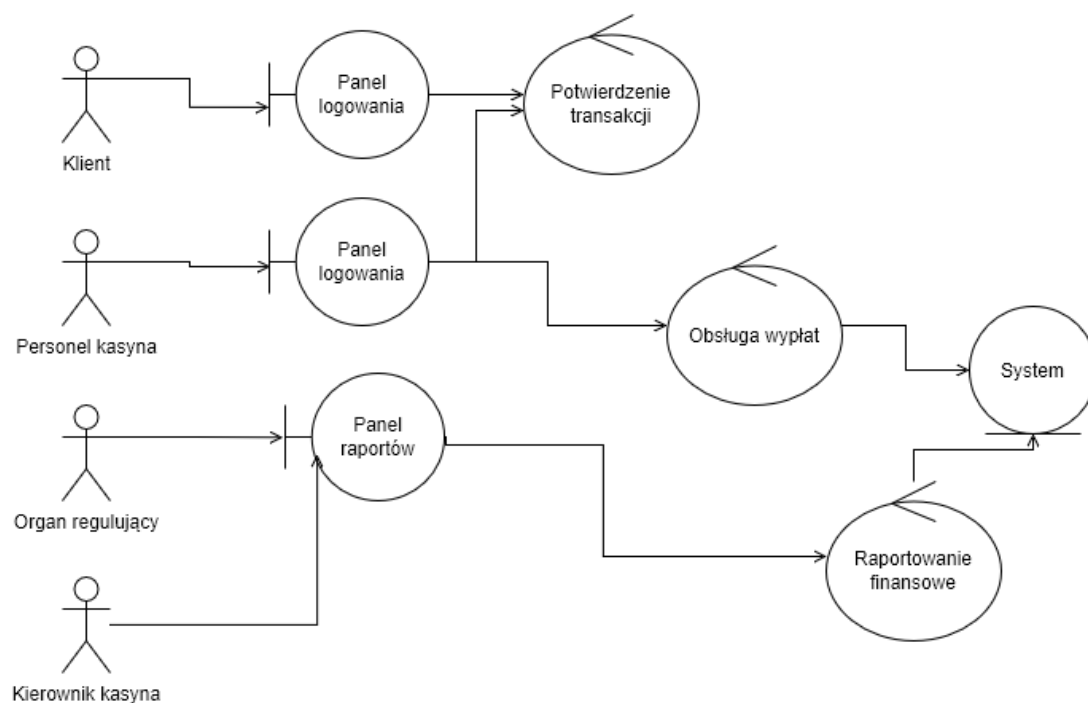 Klient
Panel
logowania
Potwierdzenie
transakcji
Personel kasyna
Panel
logowania
Obsługa wypłat
System
Organ regulujący
Panel
raportów
Raportowanie
finansowe
Kierownik kasyna